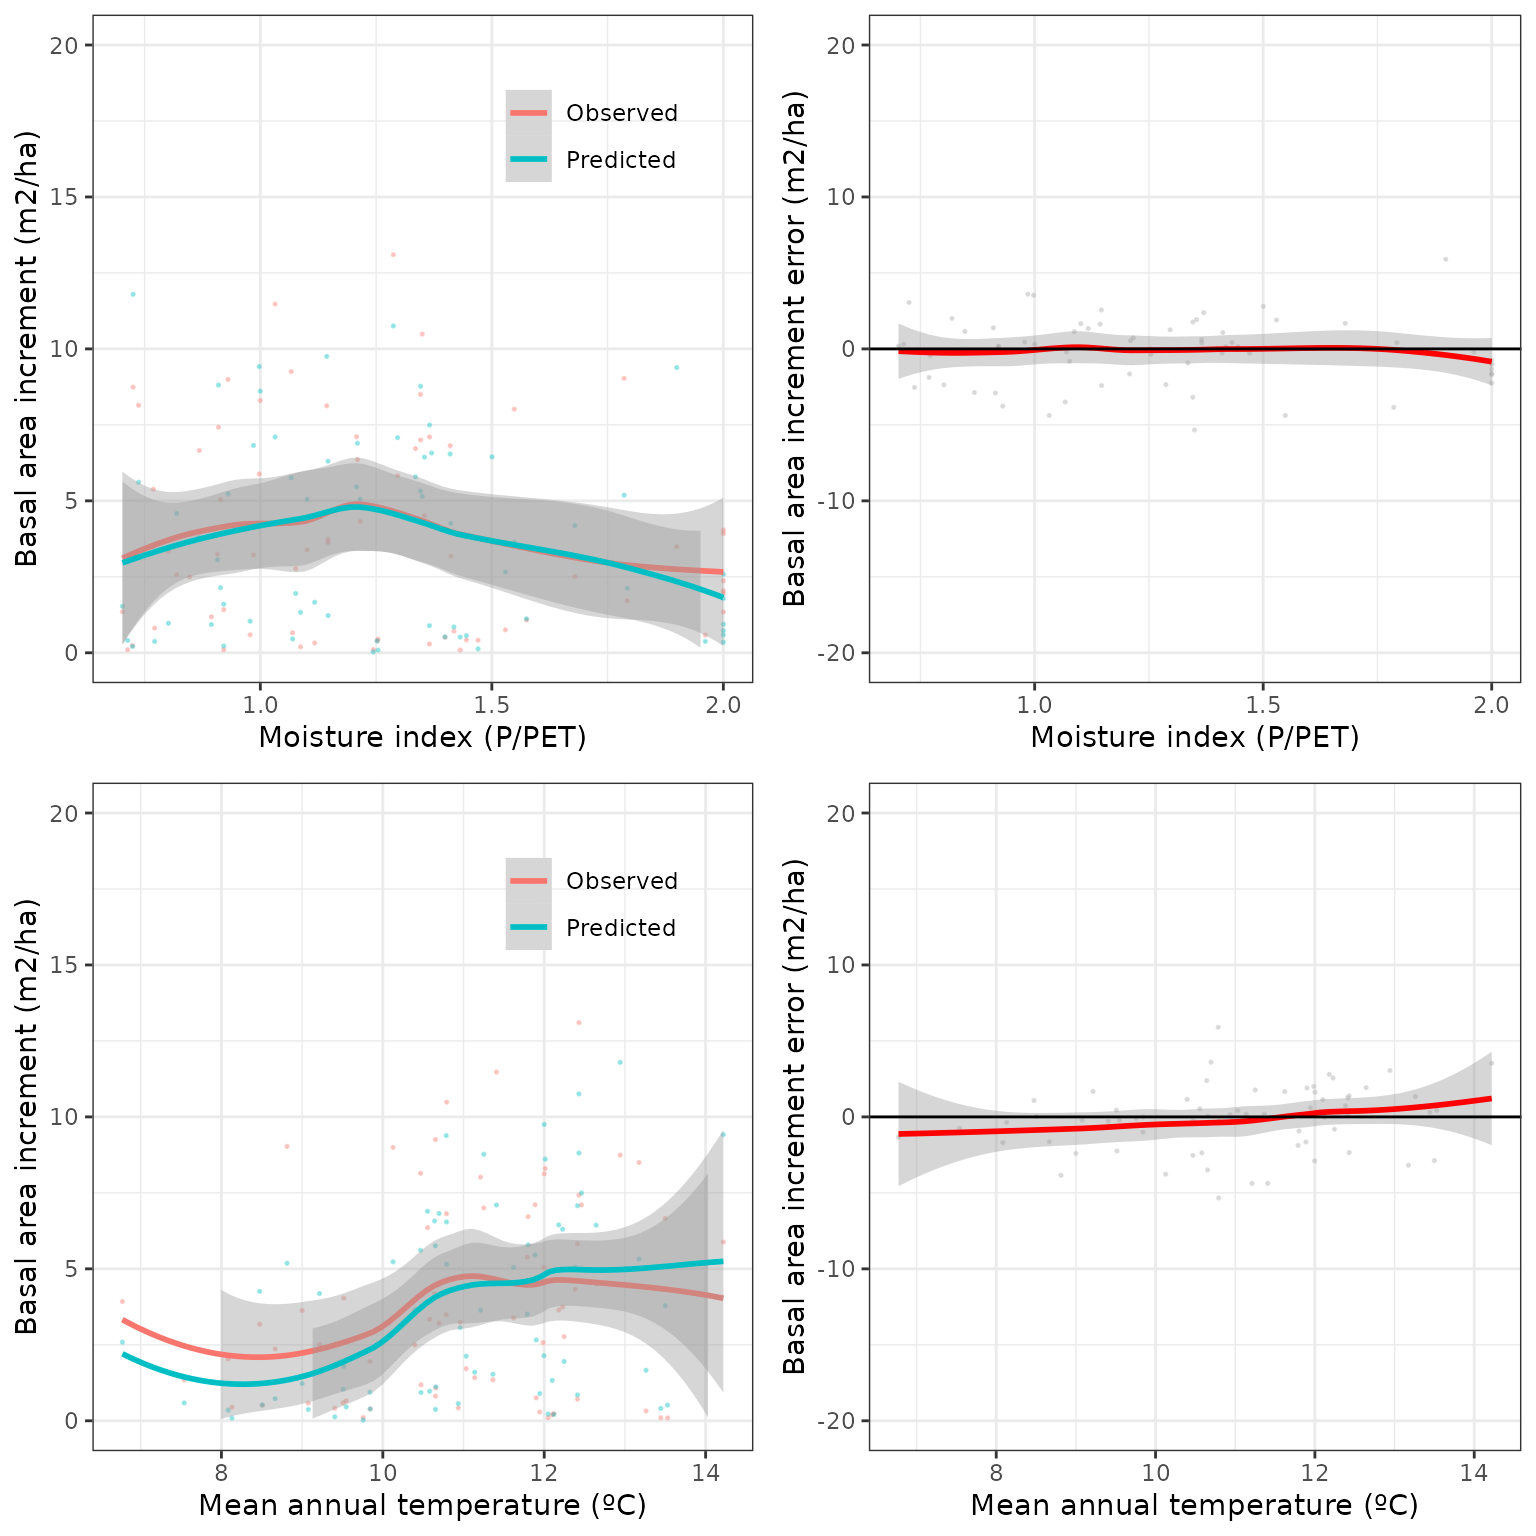 20
15
10
5
0
Basal area increment (m2/ha)
Observed
Predicted
1.0 1.5 2.0
Moisture index (P/PET)
20
10
0
-10
-20
Basal area increment error (m2/ha)
1.0 1.5 2.0
Moisture index (P/PET)
20
15
10
5
0
Basal area increment (m2/ha)
Observed
Predicted
8 10 12 14
Mean annual temperature (ºC)
20
10
0
-10
-20
Basal area increment error (m2/ha)
8 10 12 14
Mean annual temperature (ºC)